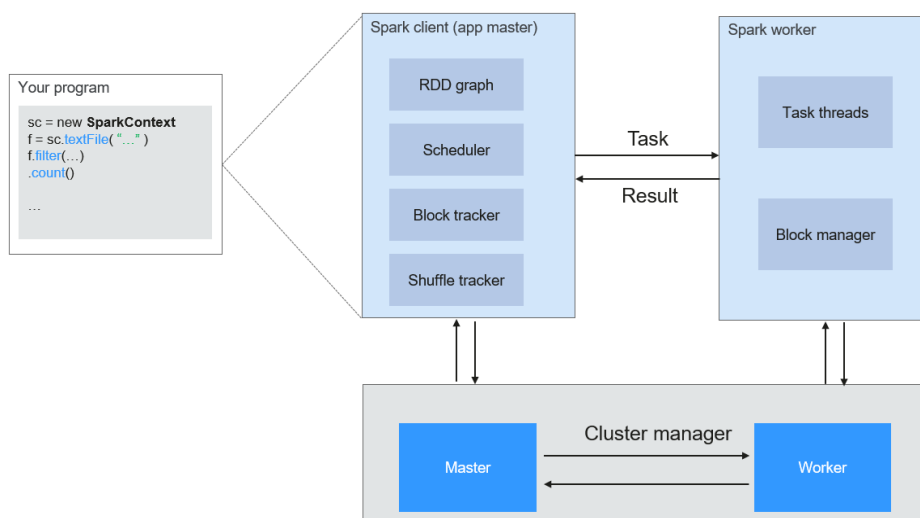 Your program
sc = new SparkContext
f = sc.textFile( “…” )
f.filter(…)
.count()
…
Spark client (app master)
RDD graph
Scheduler
Block tracker
Shuffle tracker
Task
Result
Spark worker
Task threads
Block manager
Cluster manager
Master
Worker